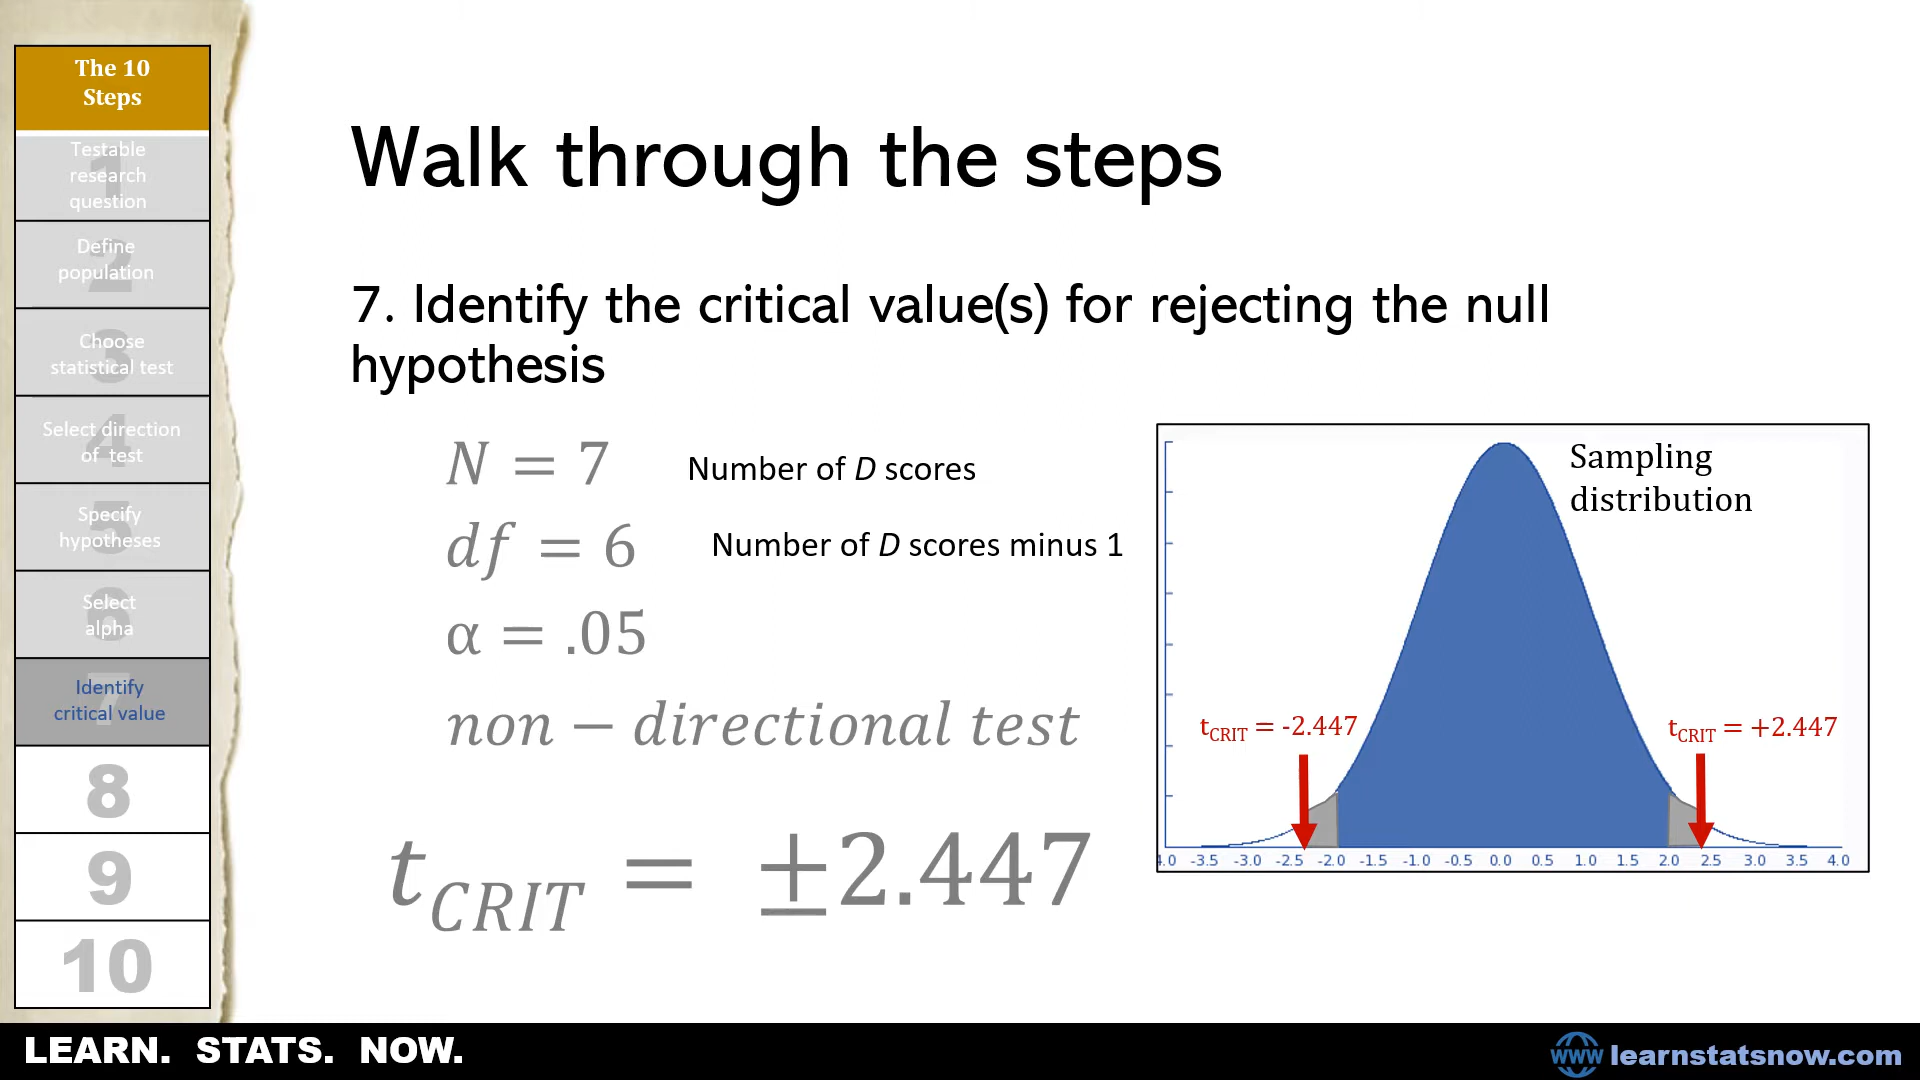 The 10
Steps
1
Testable
research
question
2
Define
population
3
Choose
statistical test
4
Select direction
of test
5
Specify
hypotheses
6
Select
alpha
7
Identify
critical value
8
9
10
Walk through the steps
7. Identify the critical value(s) for rejecting the null
hypothesis
N = 7 Number of D scores
df = 6 Number of D scores minus 1
α = .05
non − directional test
t_CRIT = ±2.447
Sampling
distribution
t_CRIT = -2.447
t_CRIT = +2.447
4.0 -3.5 -3.0 -2.5 -2.0 -1.5 -1.0 -0.5 0.0 0.5 1.0 1.5 2.0 2.5 3.0 3.5 4.0
LEARN. STATS. NOW.
www learnstatsnow.com